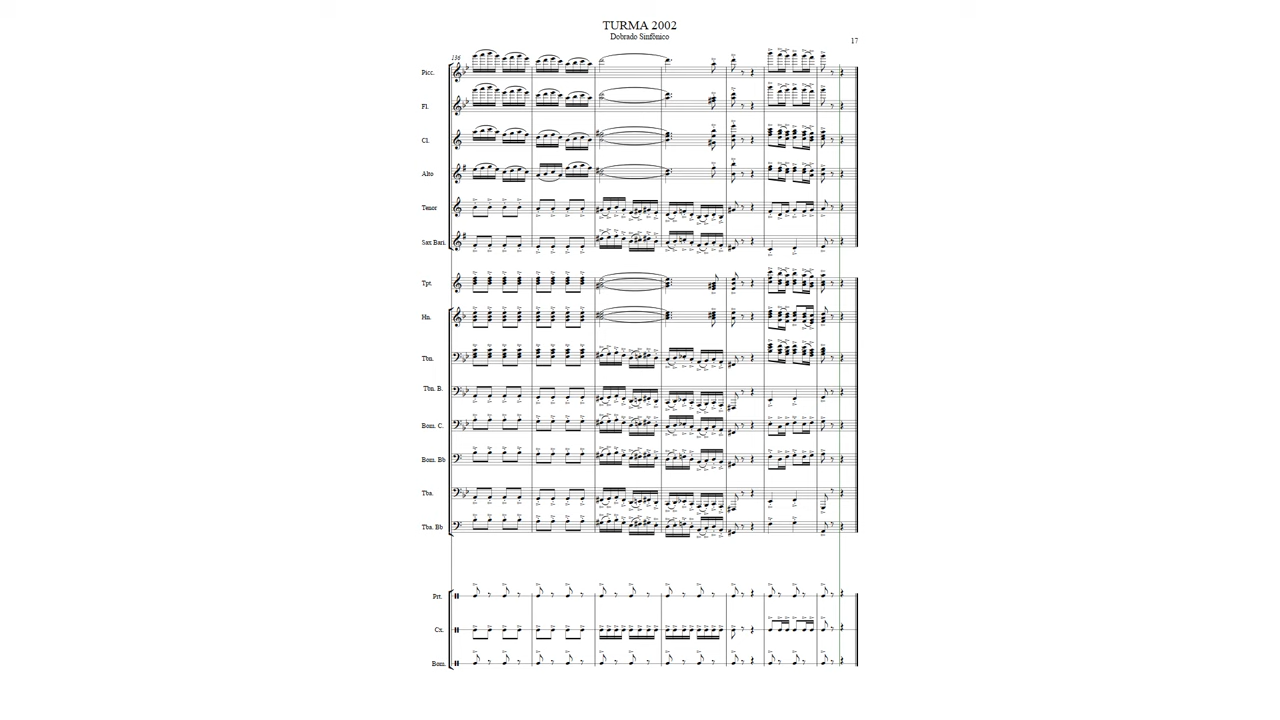 TURMA 2002
Dobrado Sinfônico
17
136
Picc.
Fl.
Cl.
Alto
Tenor
Sax Bari.
Tpt.
Hn.
Tbn.
Tbn. B.
Bom. C.
Bom. Bb
Tba.
Tba. Bb
Prt.
Cx.
Bom.